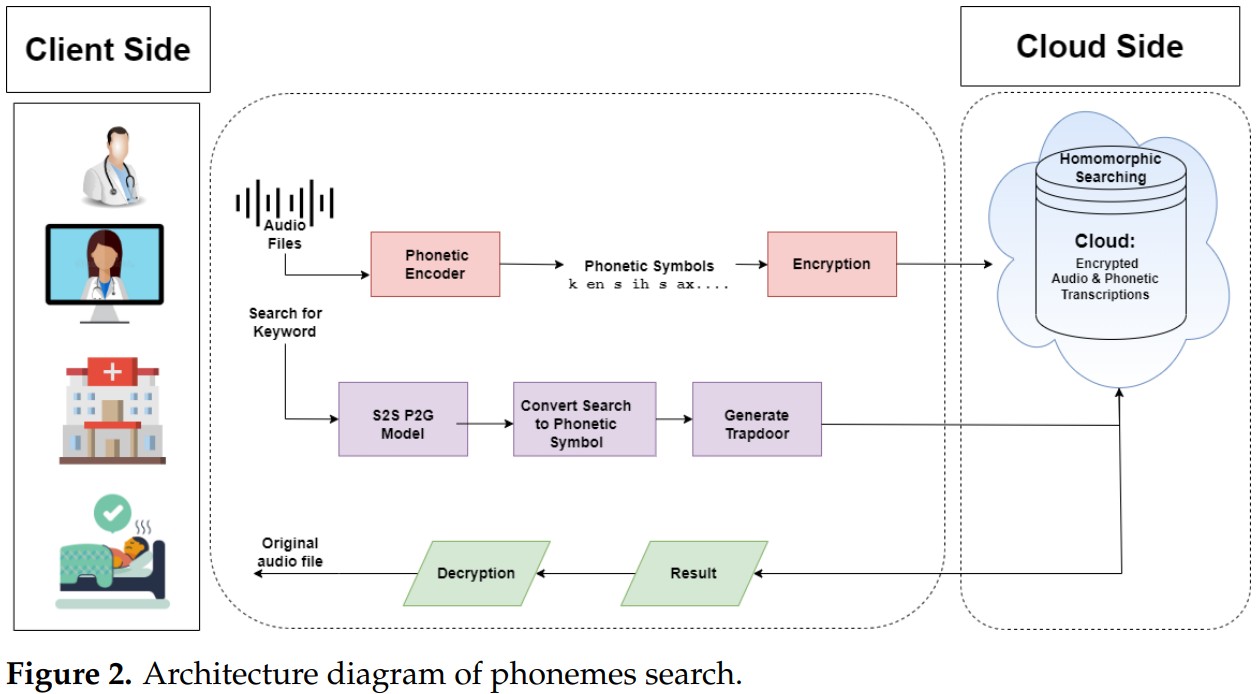 Client Side
Cloud Side
Homomorphic
Searching
Cloud:
Encrypted
Audio & Phonetic
Transcriptions
Audio
Files
Phonetic
Encoder
Phonetic Symbols
k en s ih s ax....
Encryption
Search for
Keyword
S2S P2G
Model
Convert Search
to Phonetic
Symbol
Generate
Trapdoor
Original
audio file
Decryption
Result
Figure 2. Architecture diagram of phonemes search.